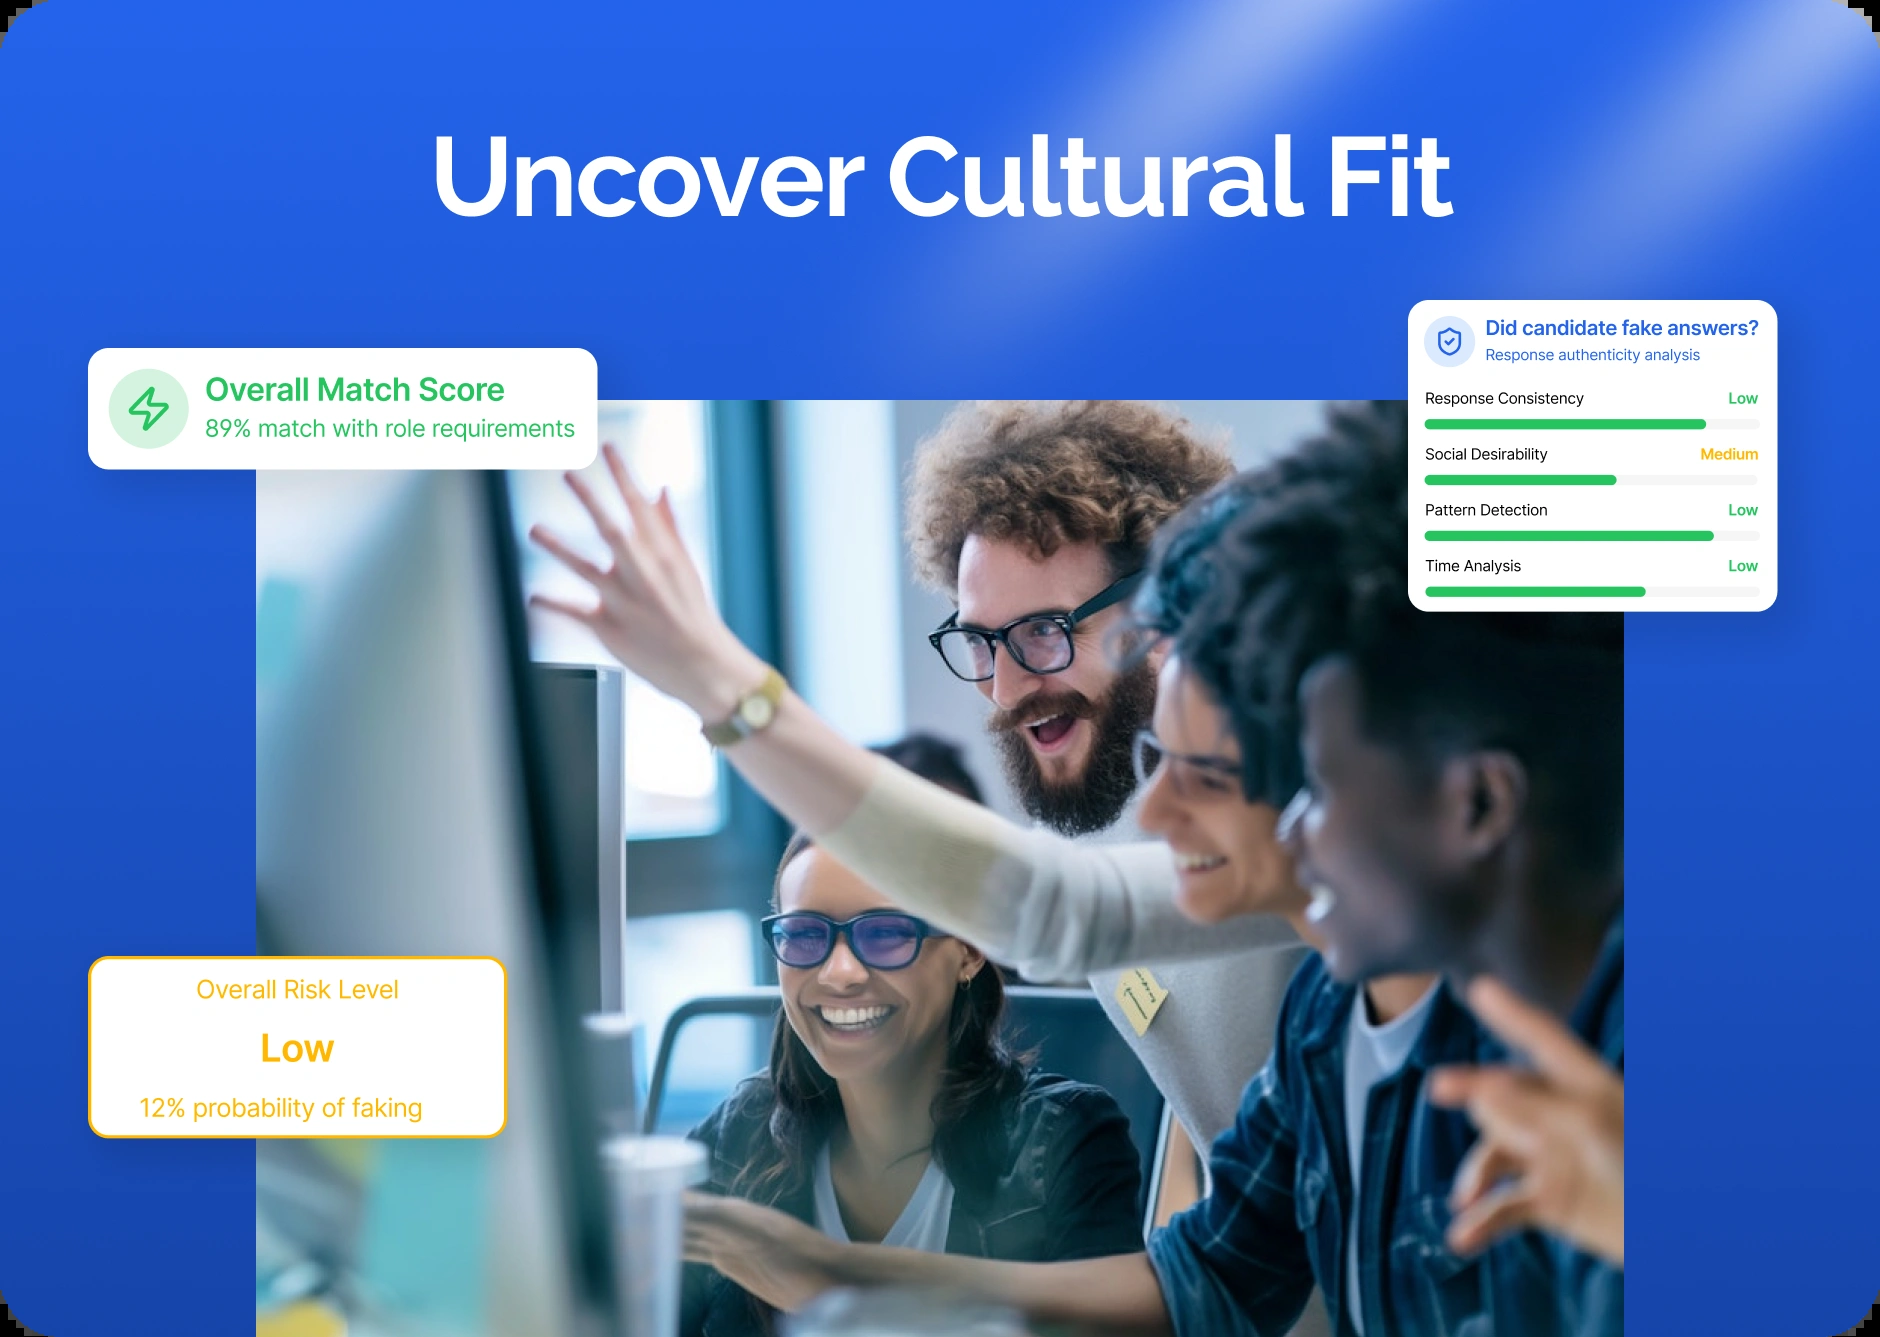 Uncover Cultural Fit
Overall Match Score
89% match with role requirements
Did candidate fake answers?
Response authenticity analysis
Response Consistency Low
Social Desirability Medium
Pattern Detection Low
Time Analysis Low
Overall Risk Level
Low
12% probability of faking